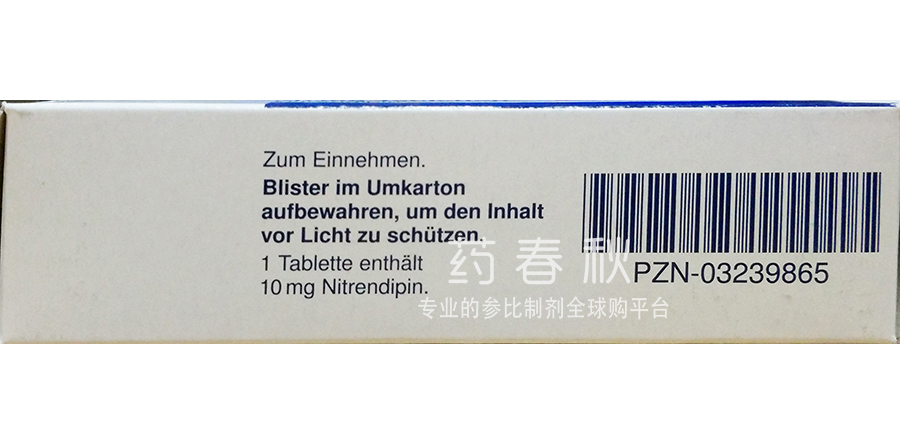 Zum Einnehmen.
Blister im Umkarton
aufbewahren, um den Inhalt
vor Licht zu schützen.
1 Tablette enthält
10 mg Nitrendipin.
PZN-03239865
药春秋
专业的参比制剂全球购平台